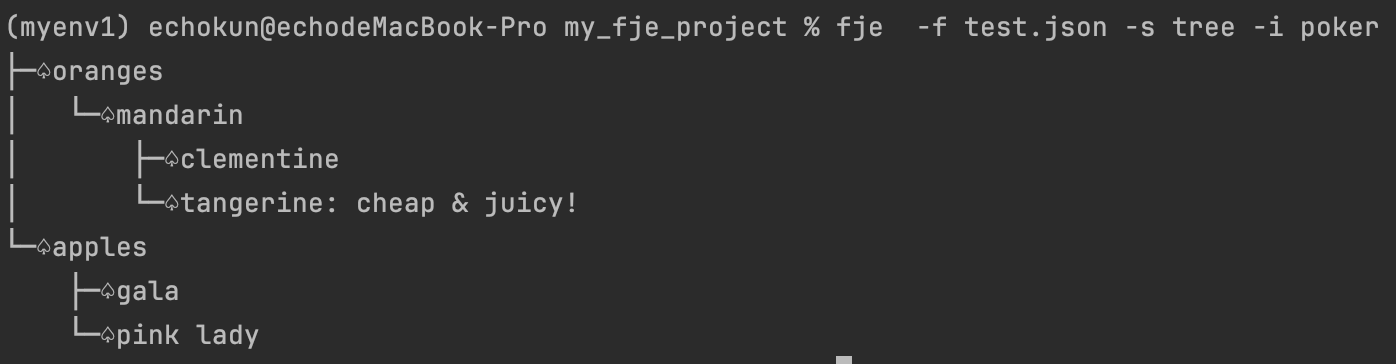 (myenv1) echokun@echodeMacBook-Pro my_fje_project % fje  -f test.json -s tree -i poker
├─♤oranges
│   └─♤mandarin
│       ├─♤clementine
│       └─♤tangerine: cheap & juicy!
└─♤apples
    ├─♤gala
    └─♤pink lady